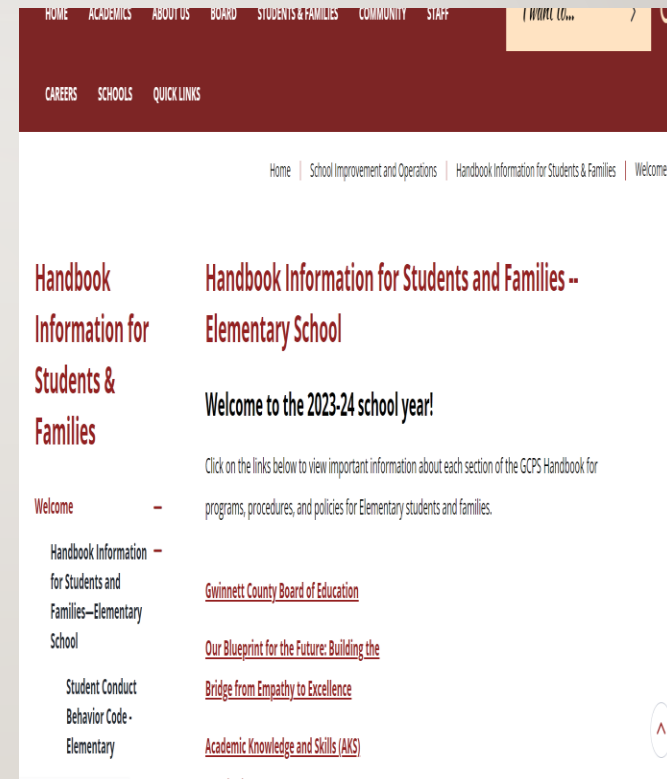 HOME ACADEMICS ABOUT US BOARD STUDENTS & FAMILIES COMMUNITY STAFF
I want to...
CAREERS SCHOOLS QUICK LINKS
Home | School Improvement and Operations | Handbook Information for Students & Families | Welcome
Handbook
Information for
Students &
Families
Welcome
Handbook Information
for Students and
Families—Elementary
School
Student Conduct
Behavior Code -
Elementary
Handbook Information for Students and Families --
Elementary School
Welcome to the 2023-24 school year!
Click on the links below to view important information about each section of the GCPS Handbook for
programs, procedures, and policies for Elementary students and families.
Gwinnett County Board of Education
Our Blueprint for the Future: Building the
Bridge from Empathy to Excellence
Academic Knowledge and Skills (AKS)